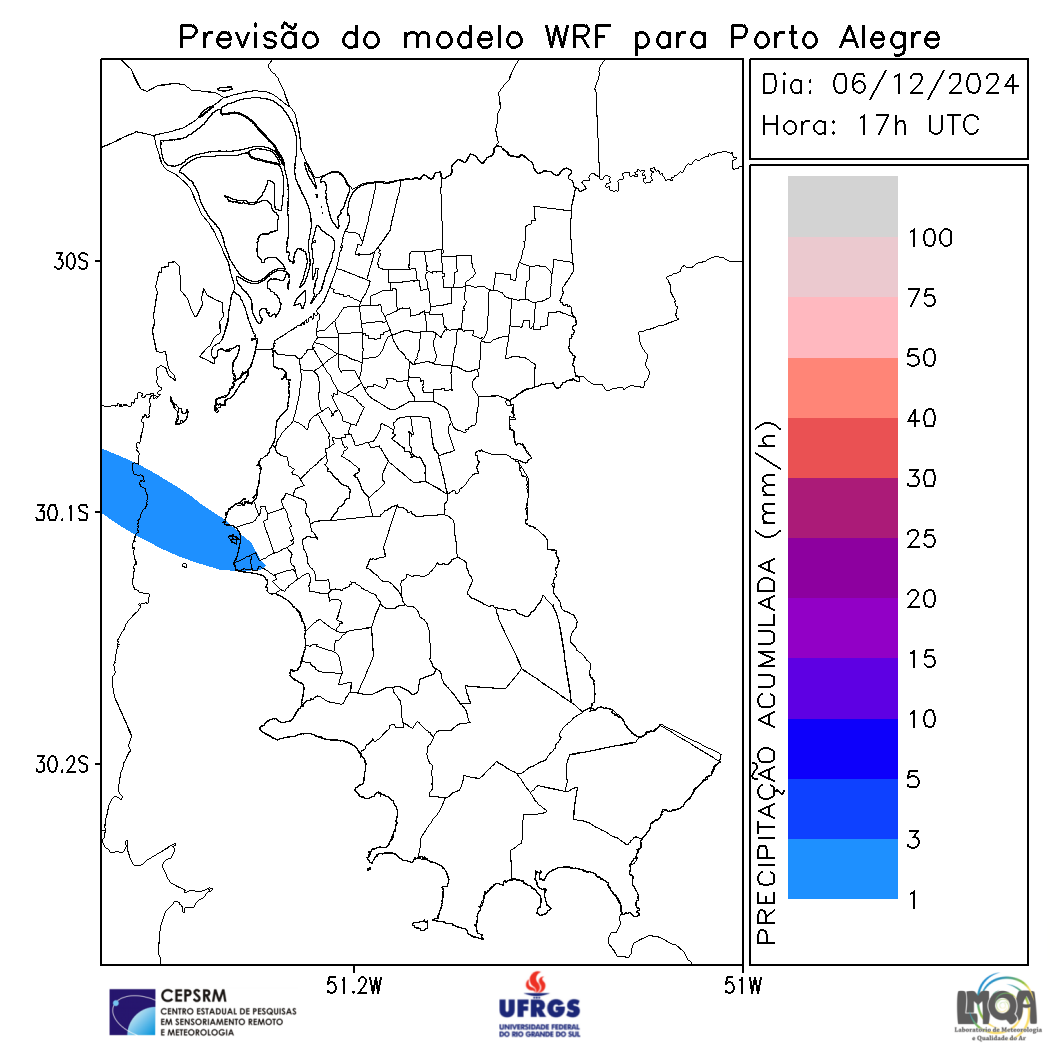 Previsão do modelo WRF para Porto Alegre
Dia: 06/12/2024
Hora: 17h UTC
30S
30.1S
30.2S
51.2W
51W
PRECIPITAÇÃO ACUMULADA (mm/h)
100
75
50
40
30
25
20
15
10
5
3
1
CEPSRM
CENTRO ESTADUAL DE PESQUISAS
EM SENSORIAMENTO REMOTO
E METEOROLOGIA
UFRGS
UNIVERSIDADE FEDERAL
DO RIO GRANDE DO SUL
LMQA
Laboratório de Meteorologia
e Qualidade do Ar